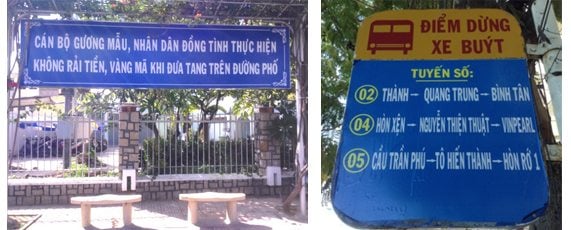 CÁN BỘ GƯƠNG MẪU, NHÂN DÂN ĐỒNG TÌNH THỰC HIỆN
KHÔNG RẢI TIỀN, VÀNG MÃ KHI ĐƯA TANG TRÊN ĐƯỜNG PHỐ
ĐIỂM DỪNG
XE BUÝT
TUYẾN SỐ:
02 THÀNH - QUANG TRUNG - BÌNH TÂN
04 HÒN XỆN - NGUYỄN THIỆN THUẬT - VINPEARL
05 CẦU TRẦN PHÚ - TÔ HIẾN THÀNH - HÒN RỚ 1